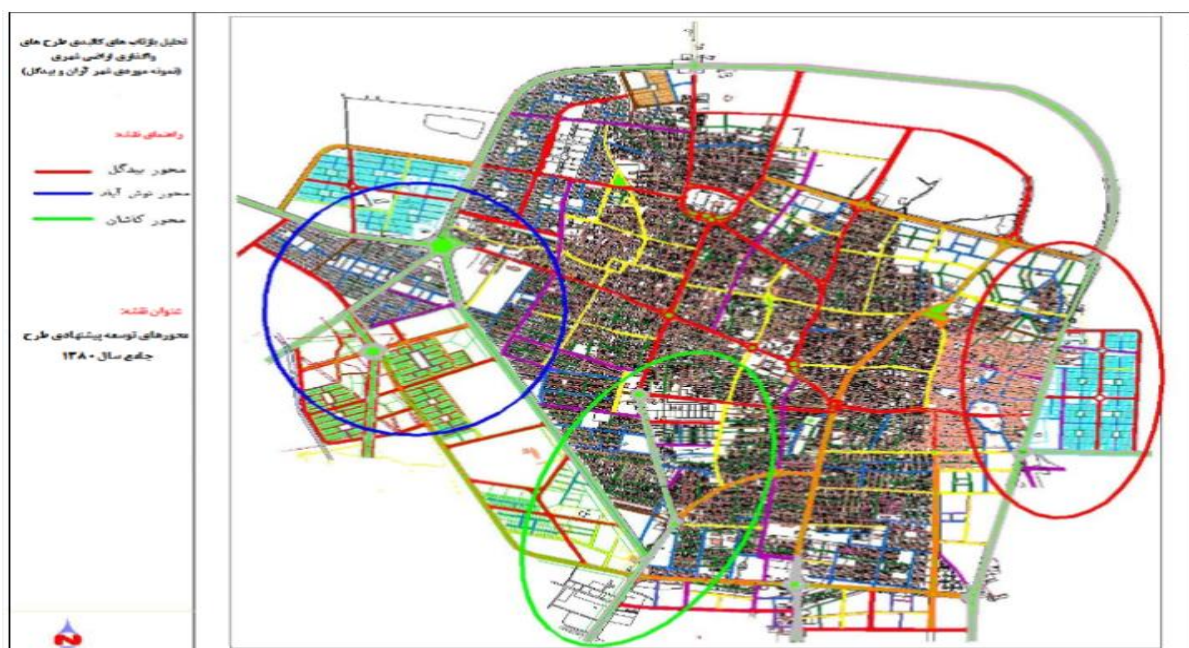 تحلیل بازتاب های کالبدی طرح های
واگذاری اراضی شهری
(نمونه موردی شهر آران و بیدگل)
راهنمای نقشه:
محور بیدگل
محور نوش آباد
محور کاشان
عنوان نقشه:
محورهای توسعه پیشنهادی طرح
جامع سال ۱۳۸۰
N